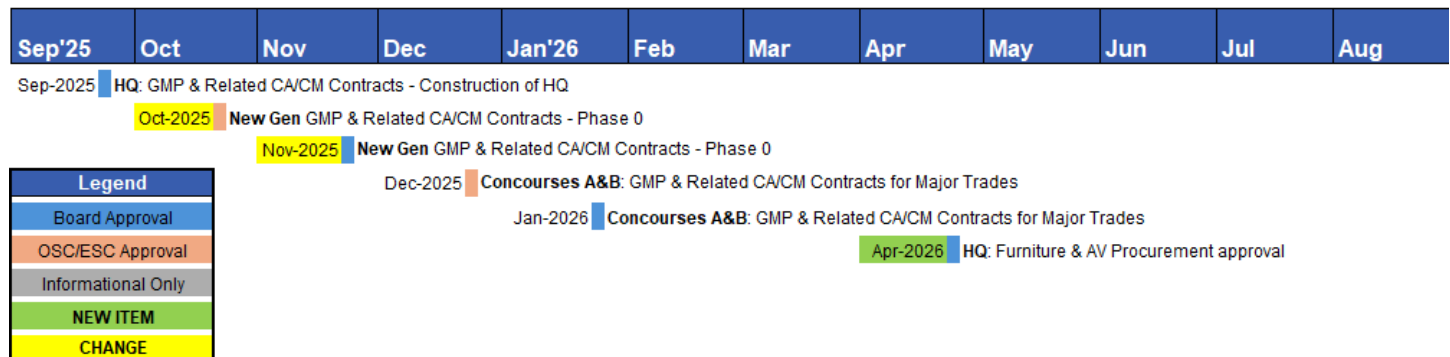 Sep'25 Oct Nov Dec Jan'26 Feb Mar Apr May Jun Jul Aug
Sep-2025 HQ: GMP & Related CA/CM Contracts - Construction of HQ
Oct-2025 New Gen GMP & Related CA/CM Contracts - Phase 0
Nov-2025 New Gen GMP & Related CA/CM Contracts - Phase 0
Dec-2025 Concourses A&B: GMP & Related CA/CM Contracts for Major Trades
Jan-2026 Concourses A&B: GMP & Related CA/CM Contracts for Major Trades
Apr-2026 HQ: Furniture & AV Procurement approval
Legend
Board Approval
OSC/ESC Approval
Informational Only
NEW ITEM
CHANGE